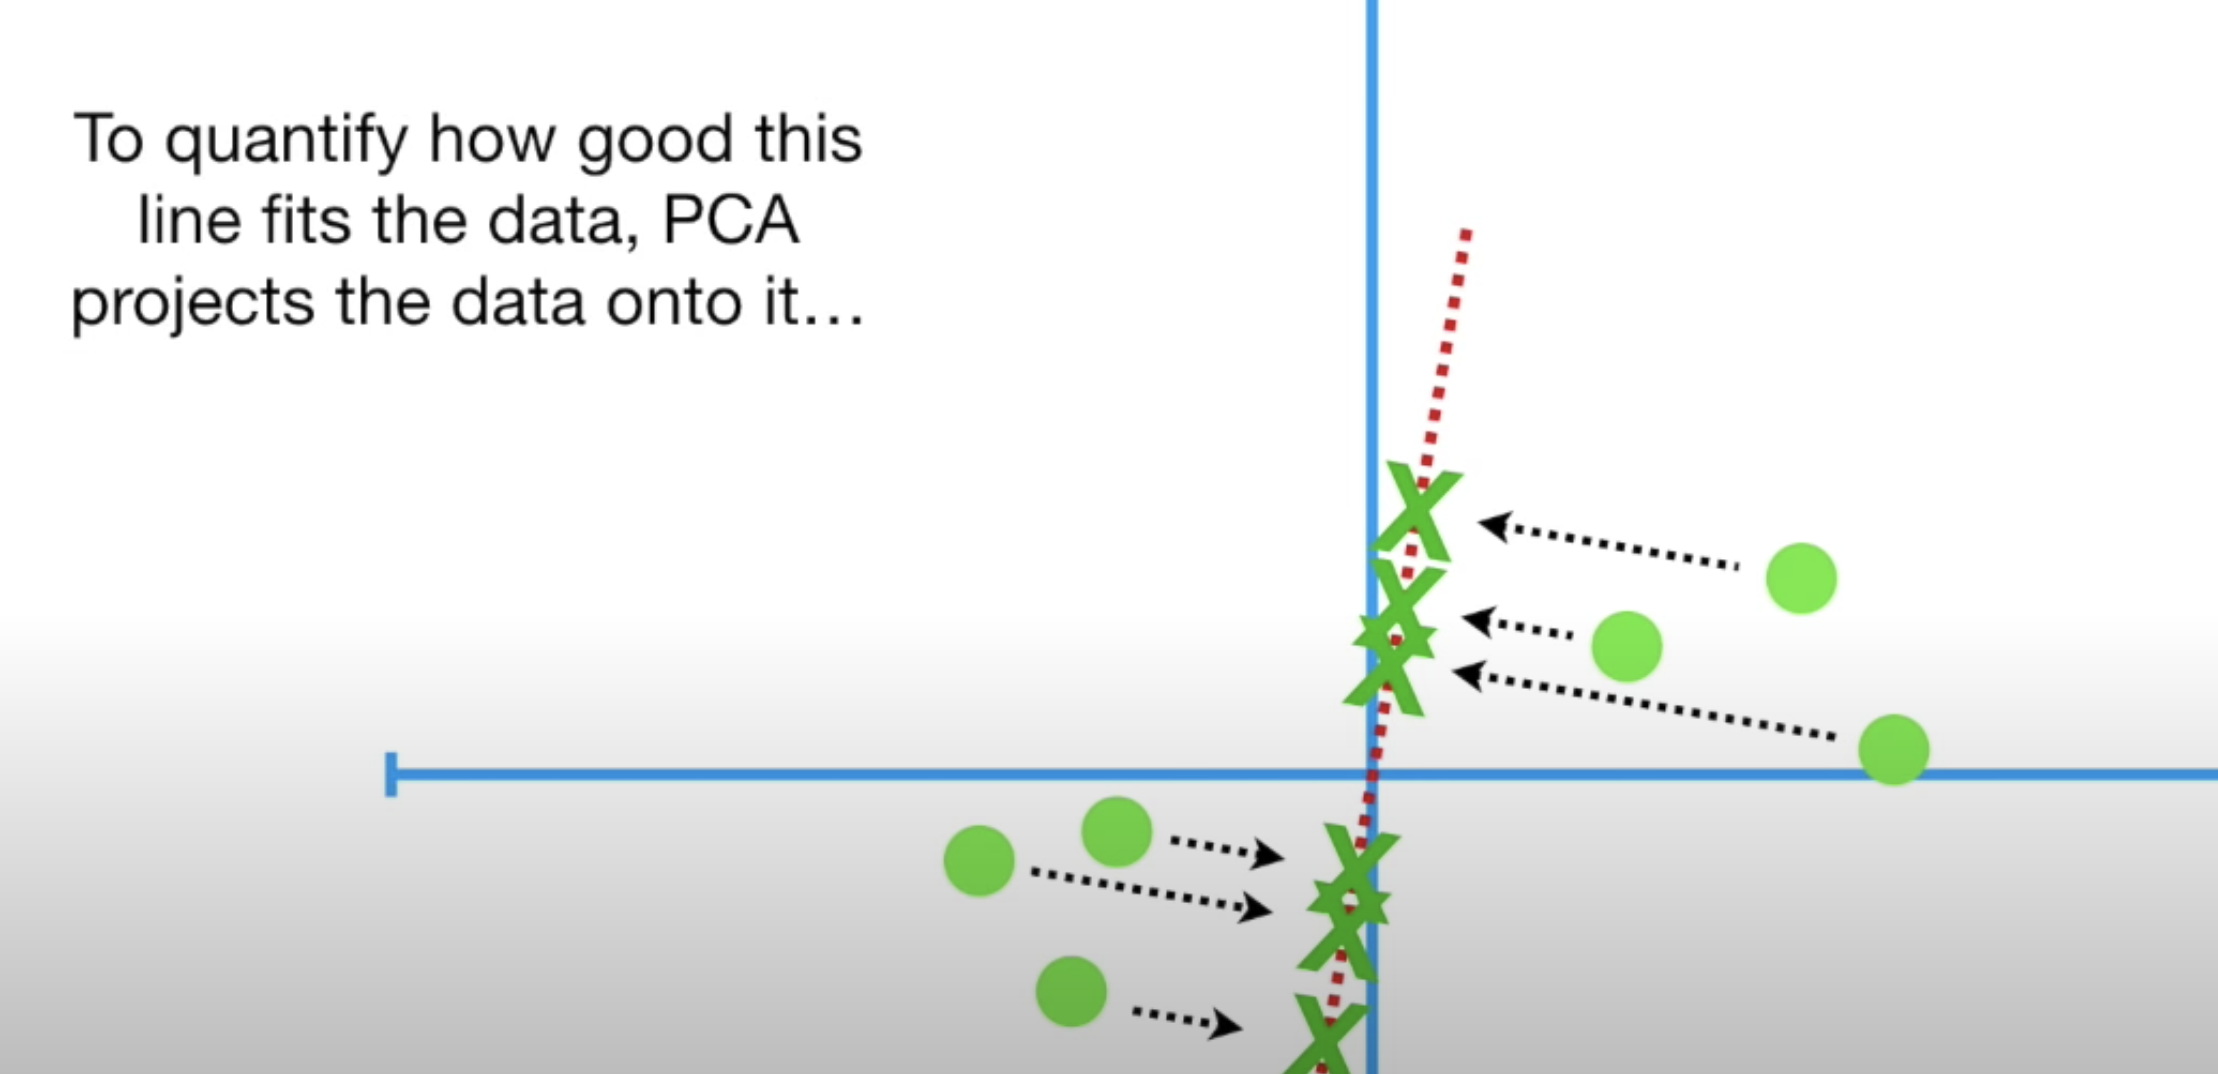 To quantify how good this
line fits the data, PCA
projects the data onto it…